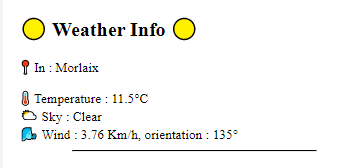 Weather Info
In : Morlaix
Temperature : 11.5°C
Sky : Clear
Wind : 3.76 Km/h, orientation : 135°